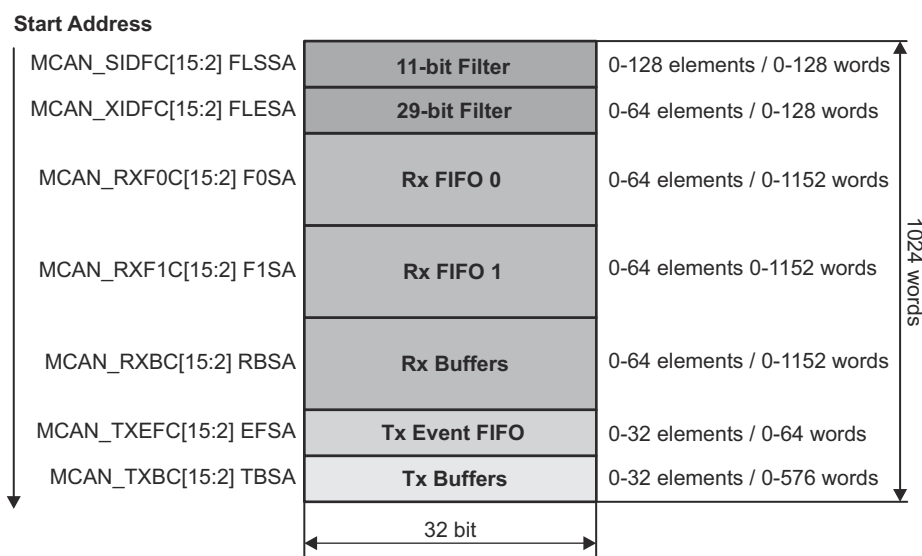 Start Address
MCAN_SIDFC[15:2] FLSSA 11-bit Filter 0-128 elements / 0-128 words
MCAN_XIDFC[15:2] FLESA 29-bit Filter 0-64 elements / 0-128 words
MCAN_RXF0C[15:2] F0SA Rx FIFO 0 0-64 elements / 0-1152 words
MCAN_RXF1C[15:2] F1SA Rx FIFO 1 0-64 elements 0-1152 words
MCAN_RXBC[15:2] RBSA Rx Buffers 0-64 elements / 0-1152 words
MCAN_TXEFC[15:2] EFSA Tx Event FIFO 0-32 elements / 0-64 words
MCAN_TXBC[15:2] TBSA Tx Buffers 0-32 elements / 0-576 words
1024 words
32 bit